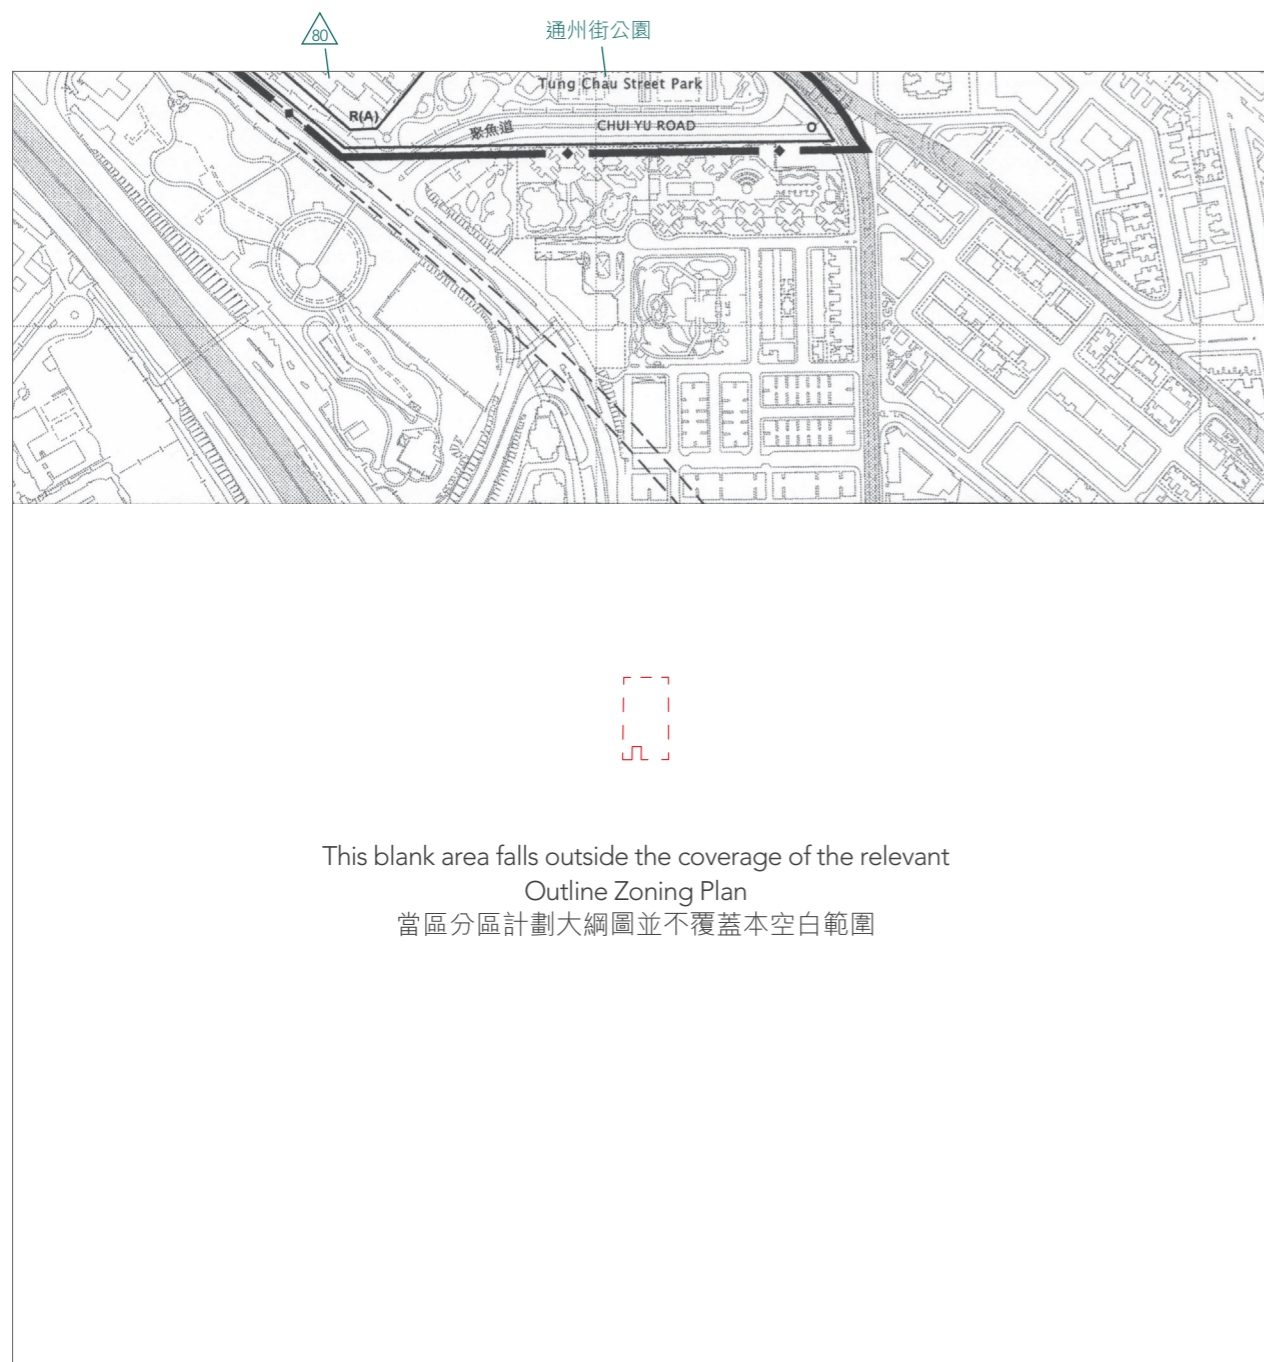 80
通州街公園
Tung Chau Street Park
R(A)
聚魚道
CHUI YU ROAD
O
This blank area falls outside the coverage of the relevant
Outline Zoning Plan
當區分區計劃大綱圖並不覆蓋本空白範圍